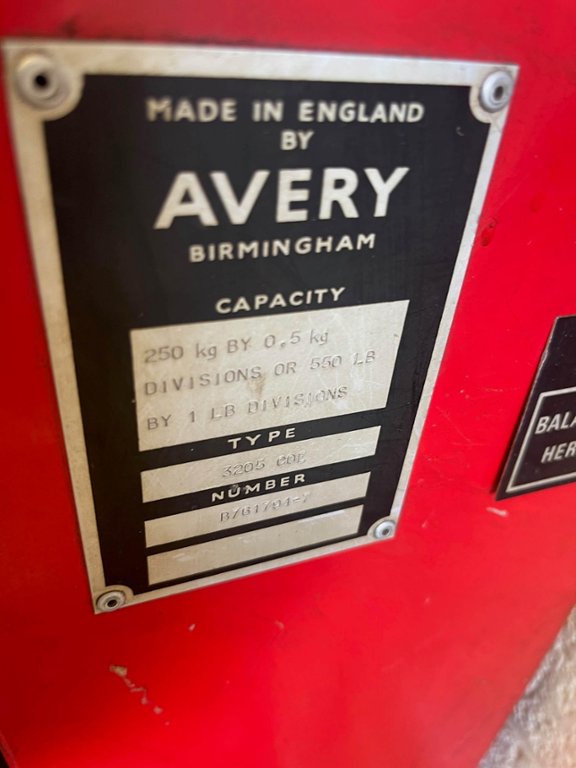 MADE IN ENGLAND
BY
AVERY
BIRMINGHAM
CAPACITY
250 kg BY 0.5 kg
DIVISIONS OR 550 LB
BY 1 LB DIVISIONS
TYPE
3205
NUMBER
BALA
HER